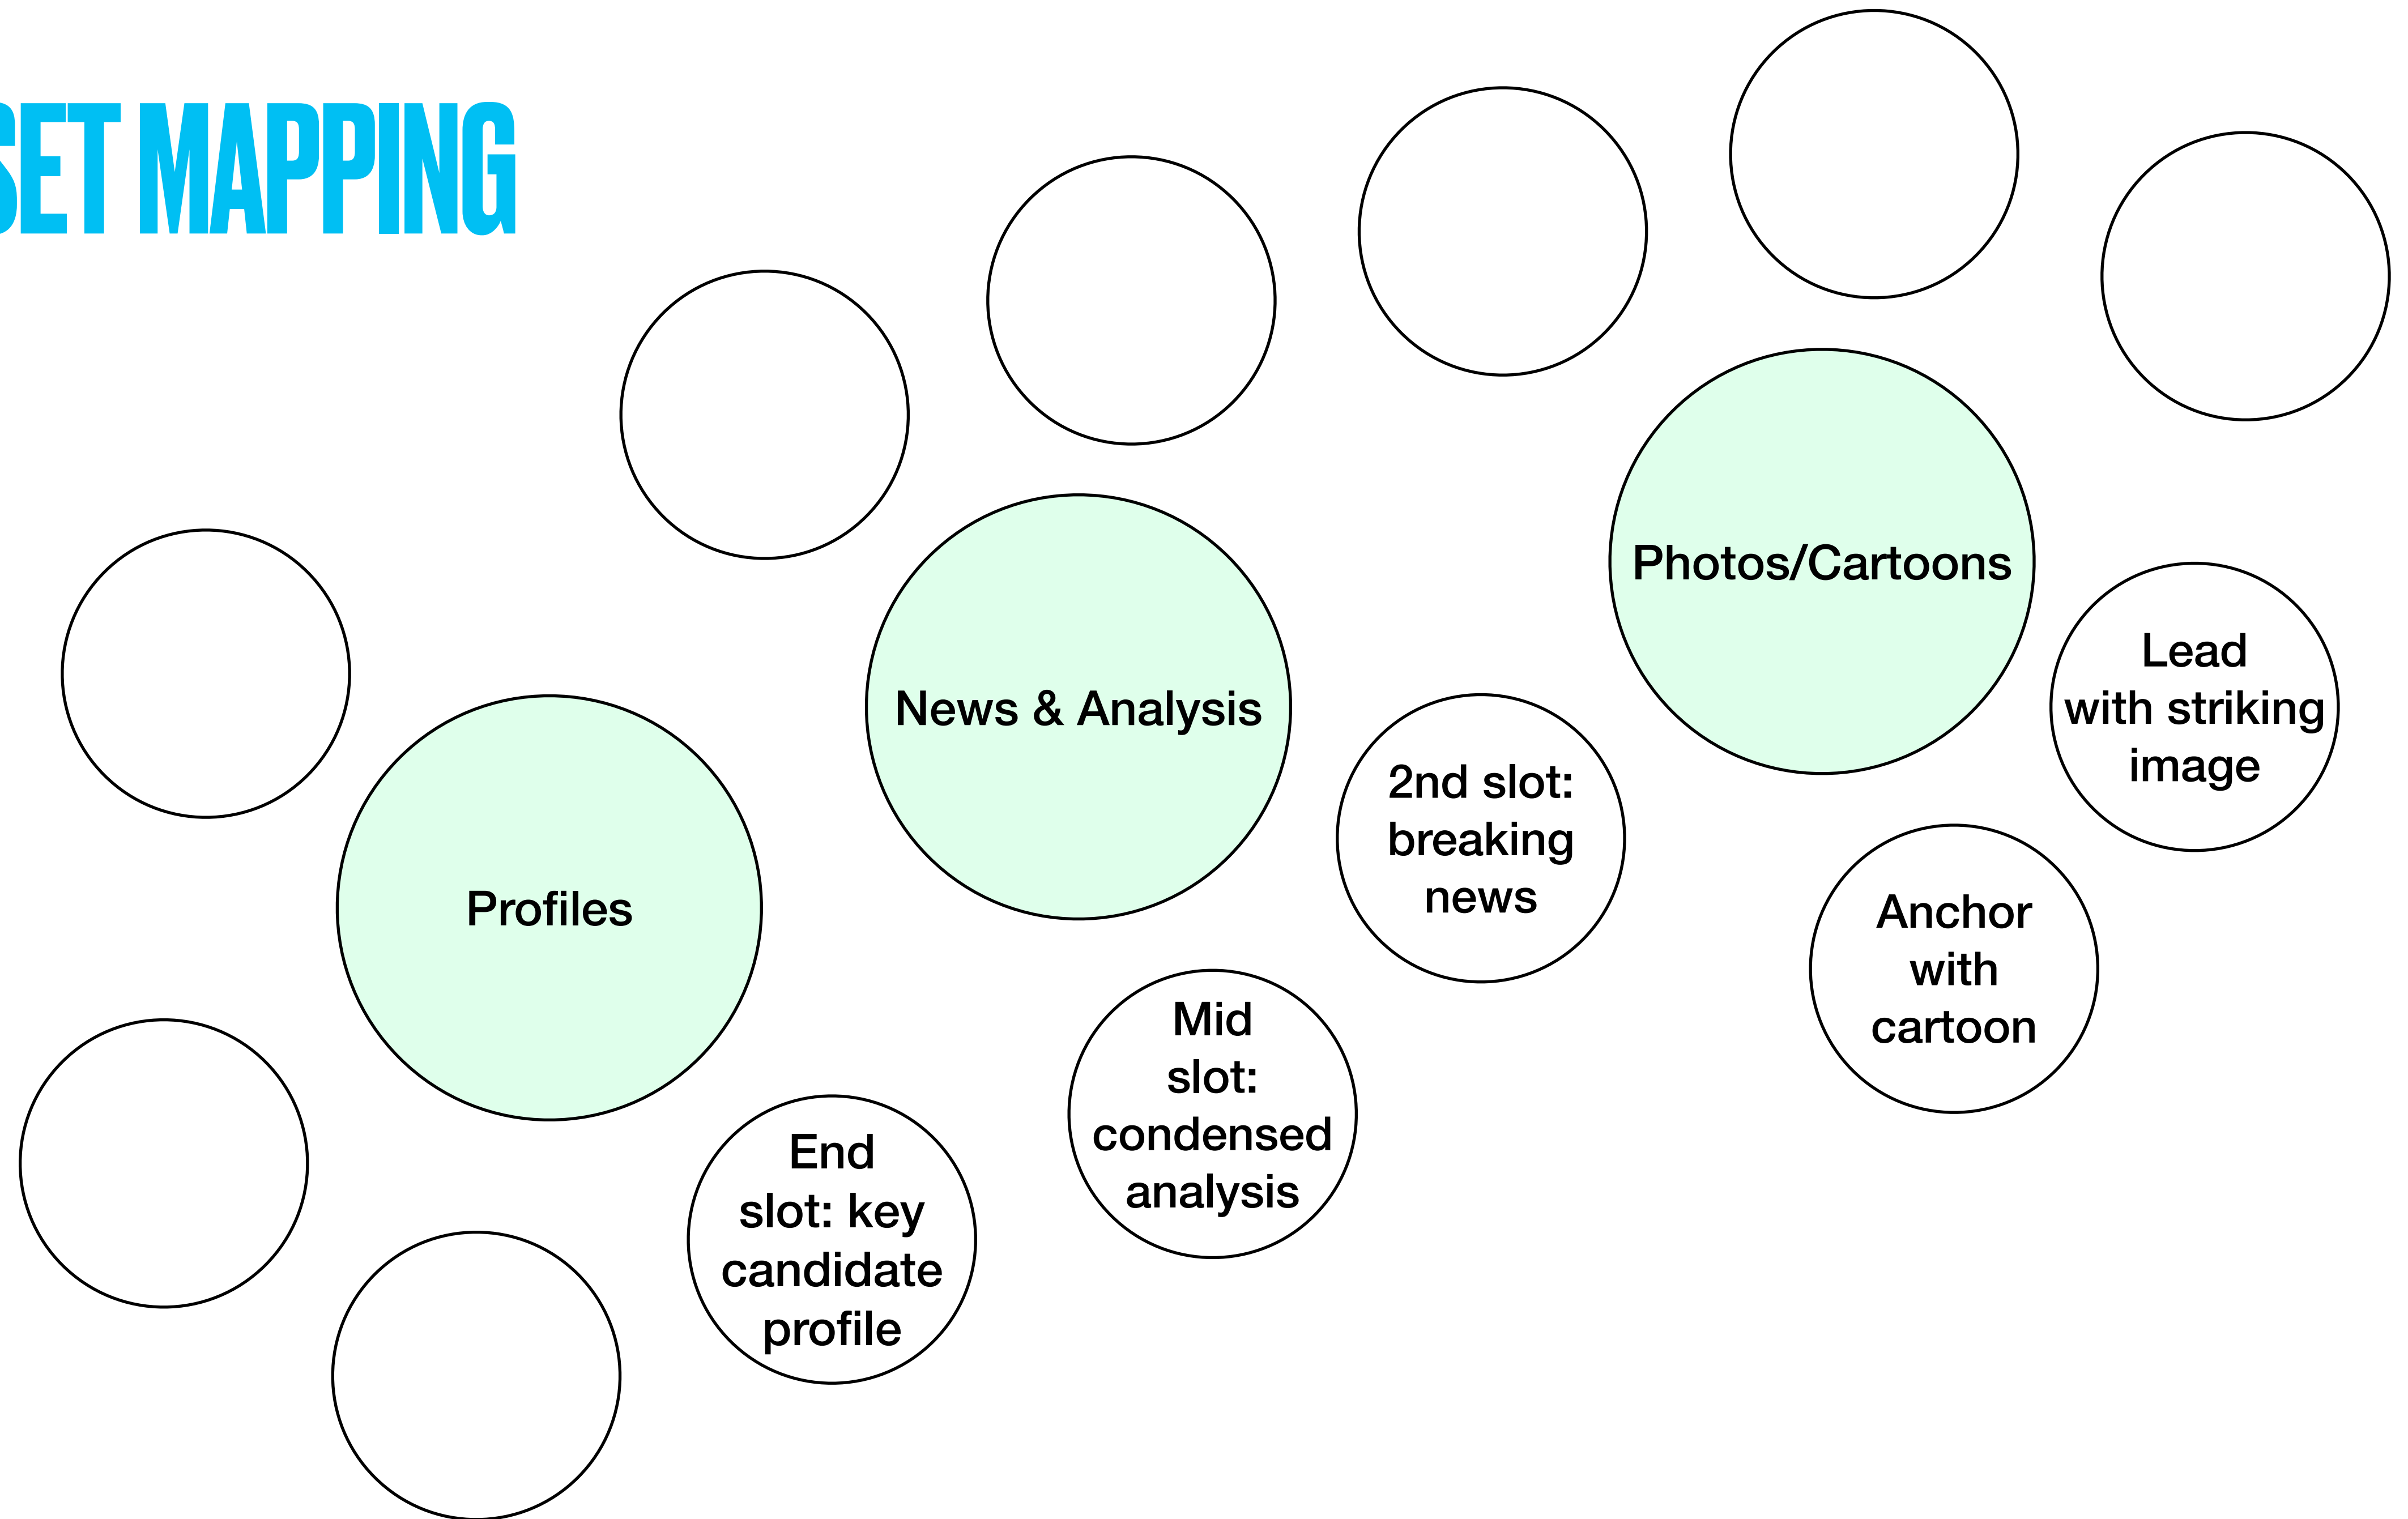 SET MAPPING
Photos/Cartoons
Lead
with striking
image
News & Analysis
2nd slot:
breaking
news
Anchor
with
cartoon
Profiles
Mid
slot:
condensed
analysis
End
slot: key
candidate
profile